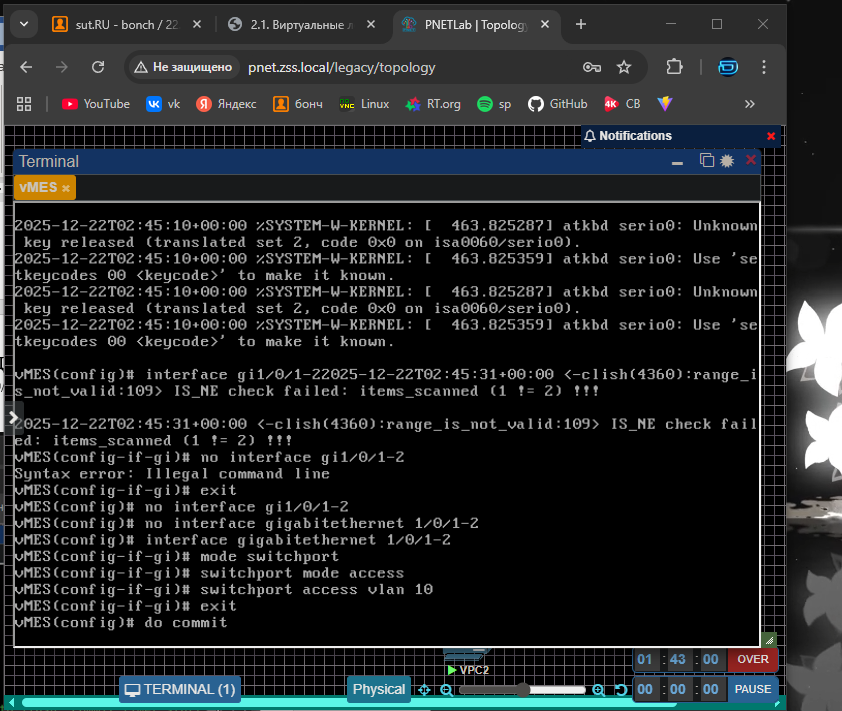 sut.RU - bonch / 22
2.1. Виртуальные л
PNETLab | Topology
Не защищено
pnet.zss.local/legacy/topology
YouTube
vk
Яндекс
бонч
VNC
Linux
RT.org
sp
GitHub
4K
СВ
»
Notifications
Terminal
vMES
2025-12-22T02:45:10+00:00 %SYSTEM-W-KERNEL: [  463.825287] atkbd serio0: Unknown
key released (translated set 2, code 0x0 on isa0060/serio0).
2025-12-22T02:45:10+00:00 %SYSTEM-W-KERNEL: [  463.825359] atkbd serio0: Use 'se
tkeycodes 00 <keycode>' to make it known.
2025-12-22T02:45:10+00:00 %SYSTEM-W-KERNEL: [  463.825287] atkbd serio0: Unknown
key released (translated set 2, code 0x0 on isa0060/serio0).
2025-12-22T02:45:10+00:00 %SYSTEM-W-KERNEL: [  463.825359] atkbd serio0: Use 'se
tkeycodes 00 <keycode>' to make it known.
vMES(config)# interface gi1/0/1-22025-12-22T02:45:31+00:00 <-clish(4360):range_i
s_not_valid:109> IS_NE check failed: items_scanned (1 != 2) !!!
2025-12-22T02:45:31+00:00 <-clish(4360):range_is_not_valid:109> IS_NE check fail
ed: items_scanned (1 != 2) !!!
vMES(config-if-gi)# no interface gi1/0/1-2
Syntax error: Illegal command line
vMES(config-if-gi)# exit
vMES(config)# no interface gi1/0/1-2
vMES(config)# no interface gigabitethernet 1/0/1-2
vMES(config)# interface gigabitethernet 1/0/1-2
vMES(config-if-gi)# mode switchport
vMES(config-if-gi)# switchport mode access
vMES(config-if-gi)# switchport access vlan 10
vMES(config-if-gi)# exit
vMES(config)# do commit
VPC2
01 : 43 : 00 OVER
TERMINAL (1)
Physical
00 : 00 : 00 PAUSE